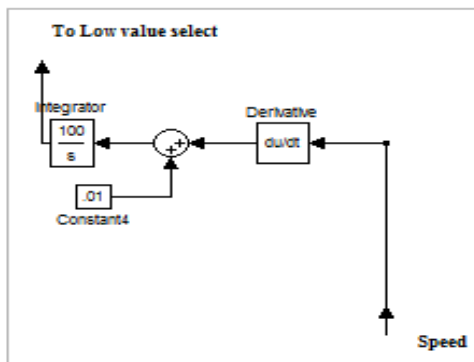 To Low value select
Integrator
100
s
+
+
Derivative
du/dt
.01
Constant4
Speed